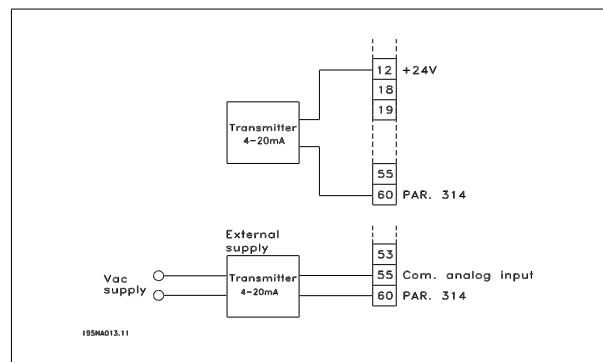 12 +24V
18
19
Transmitter
4-20mA
55
60 PAR. 314
External
supply
53
Vac
supply
Transmitter
4-20mA
55 Com. analog input
60 PAR. 314
195NA013.11